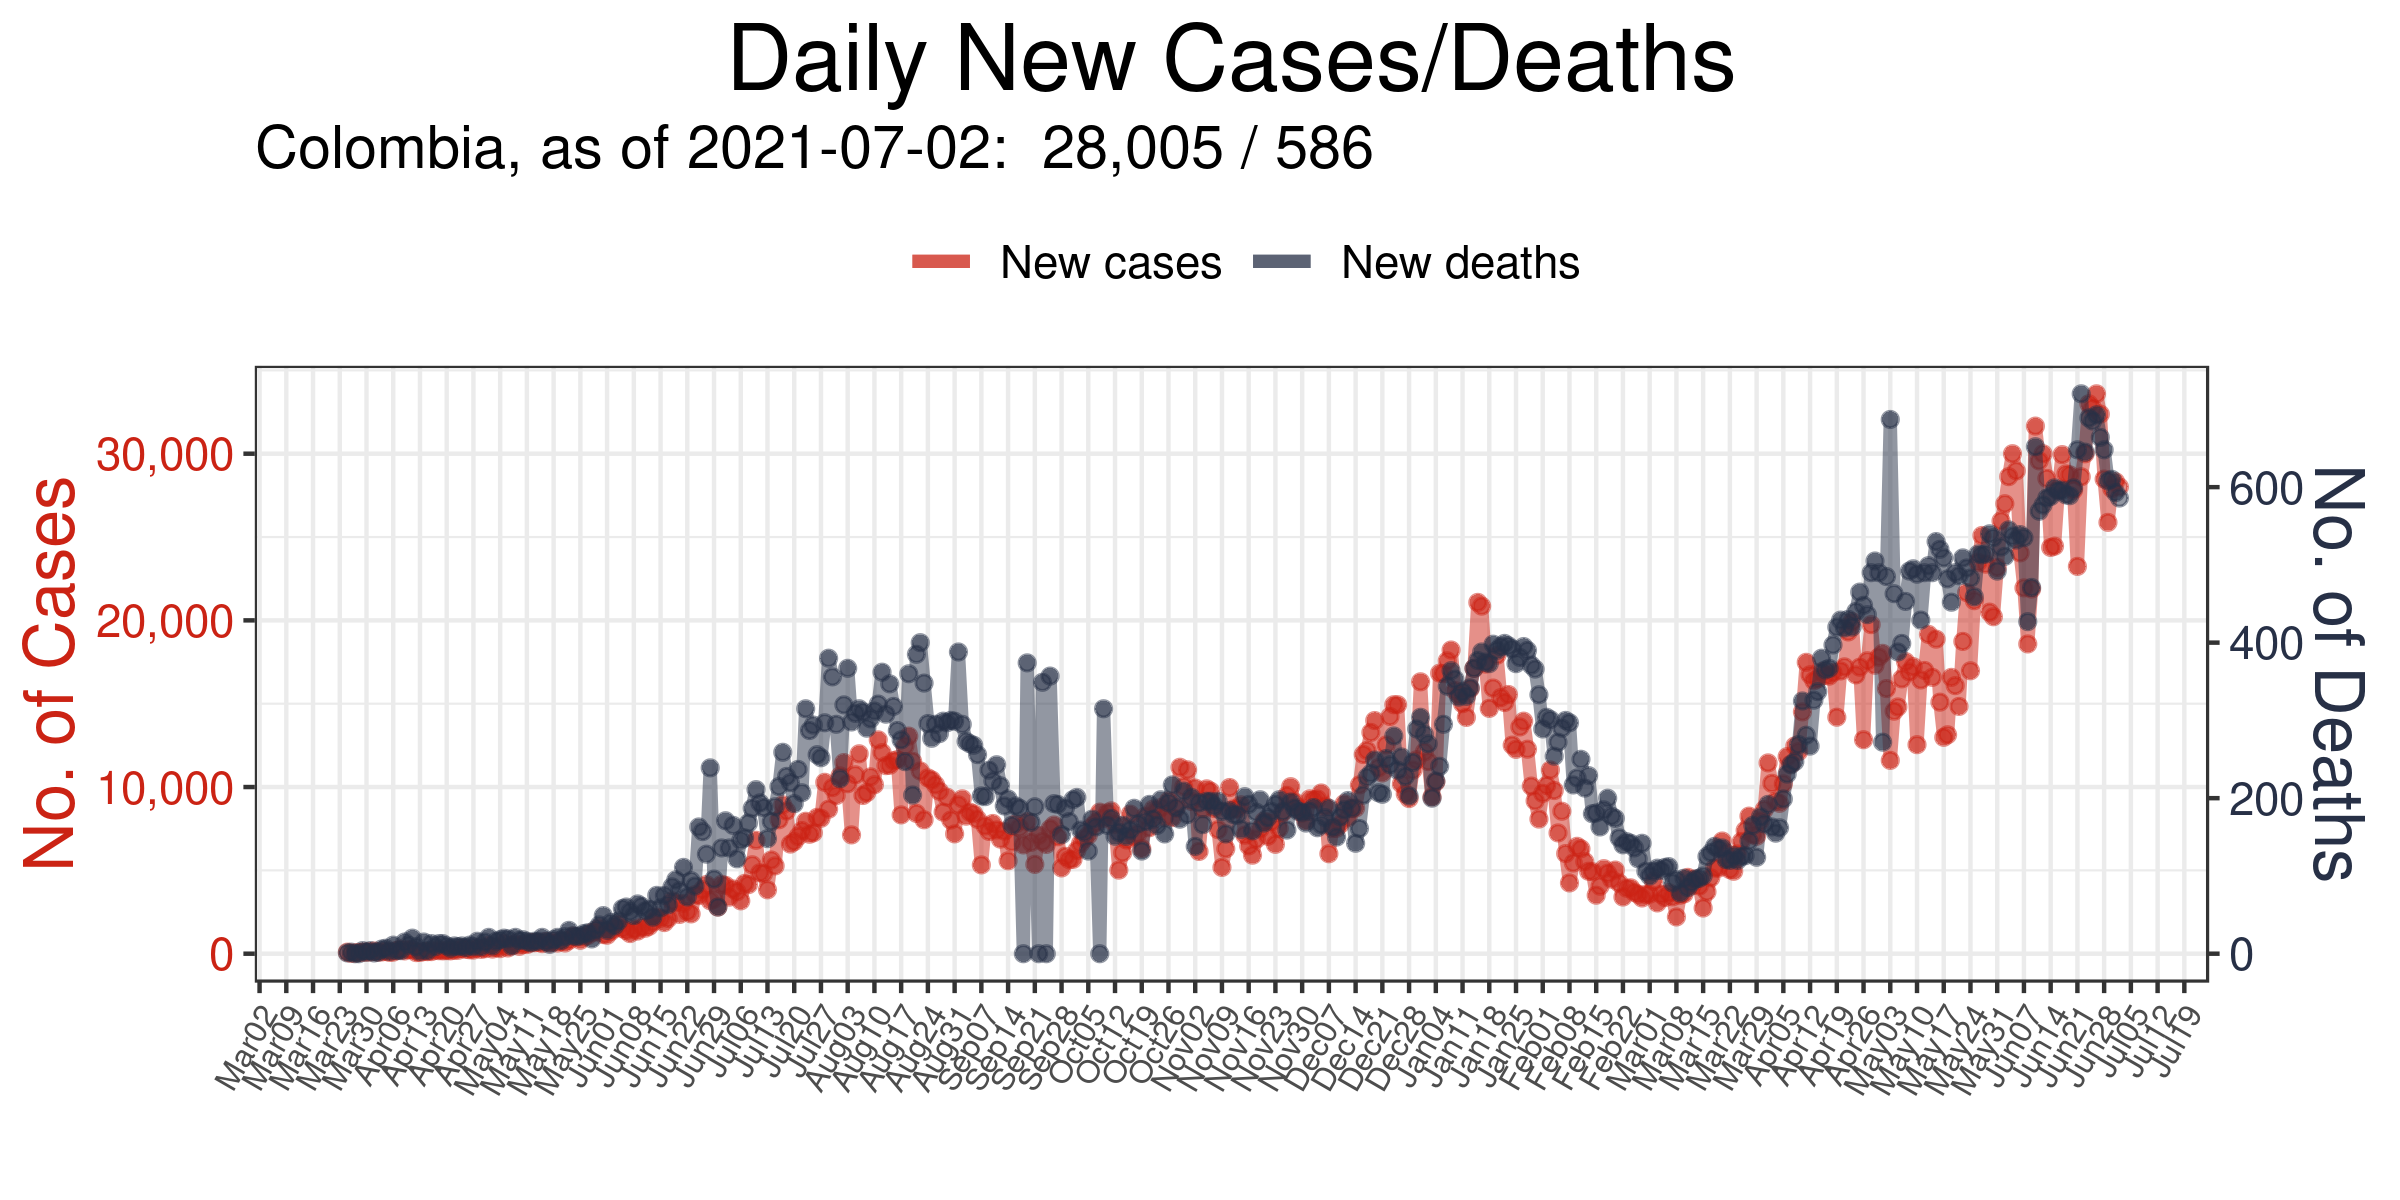 Daily New Cases/Deaths
Colombia, as of 2021-07-02:  28,005 / 586
New cases
New deaths
No. of Cases
30,000
20,000
10,000
0
600
400
200
0
No. of Deaths
Mar02
Mar09
Mar16
Mar23
Mar30
Apr06
Apr13
Apr20
Apr27
May04
May11
May18
May25
Jun01
Jun08
Jun15
Jun22
Jun29
Jul06
Jul13
Jul20
Jul27
Aug03
Aug10
Aug17
Aug24
Aug31
Sep07
Sep14
Sep21
Sep28
Oct05
Oct12
Oct19
Oct26
Nov02
Nov09
Nov16
Nov23
Nov30
Dec07
Dec14
Dec21
Dec28
Jan04
Jan11
Jan18
Jan25
Feb01
Feb08
Feb15
Feb22
Mar01
Mar08
Mar15
Mar22
Mar29
Apr05
Apr12
Apr19
Apr26
May03
May10
May17
May24
May31
Jun07
Jun14
Jun21
Jun28
Jul05
Jul12
Jul19